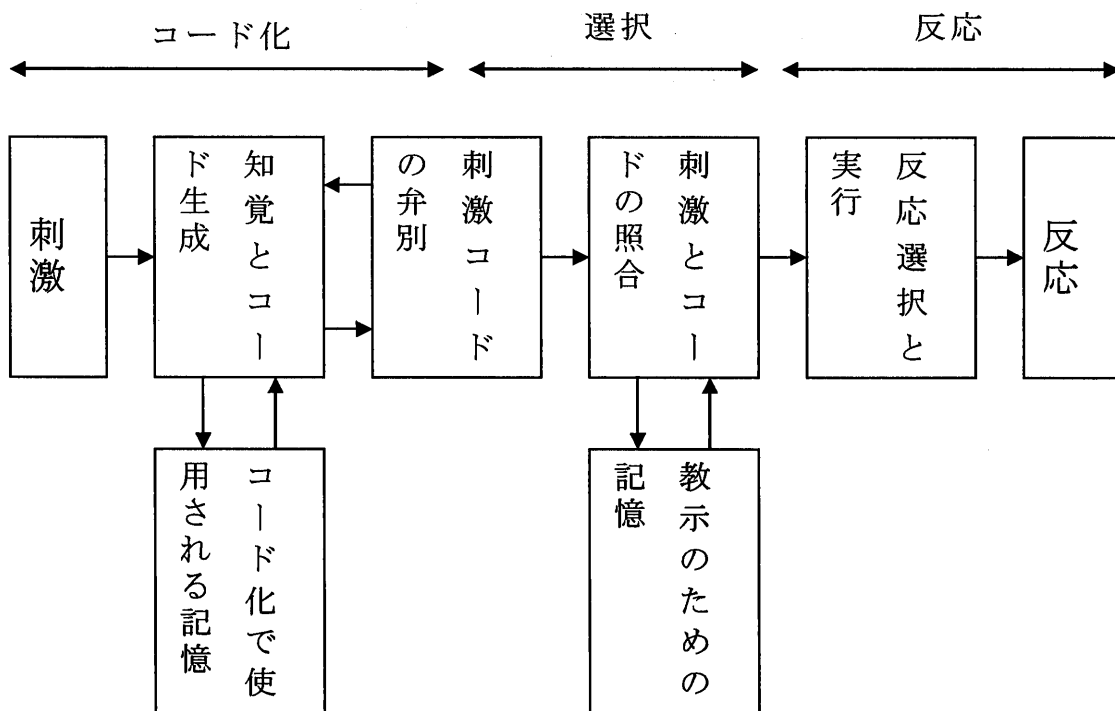 コード化
選択
反応
刺激
知覚とコー
ド生成
刺激コード
の弁別
刺激とコー
ドの照合
反応選択と
実行
反応
コード化で使
用される記憶
教示のための
記憶